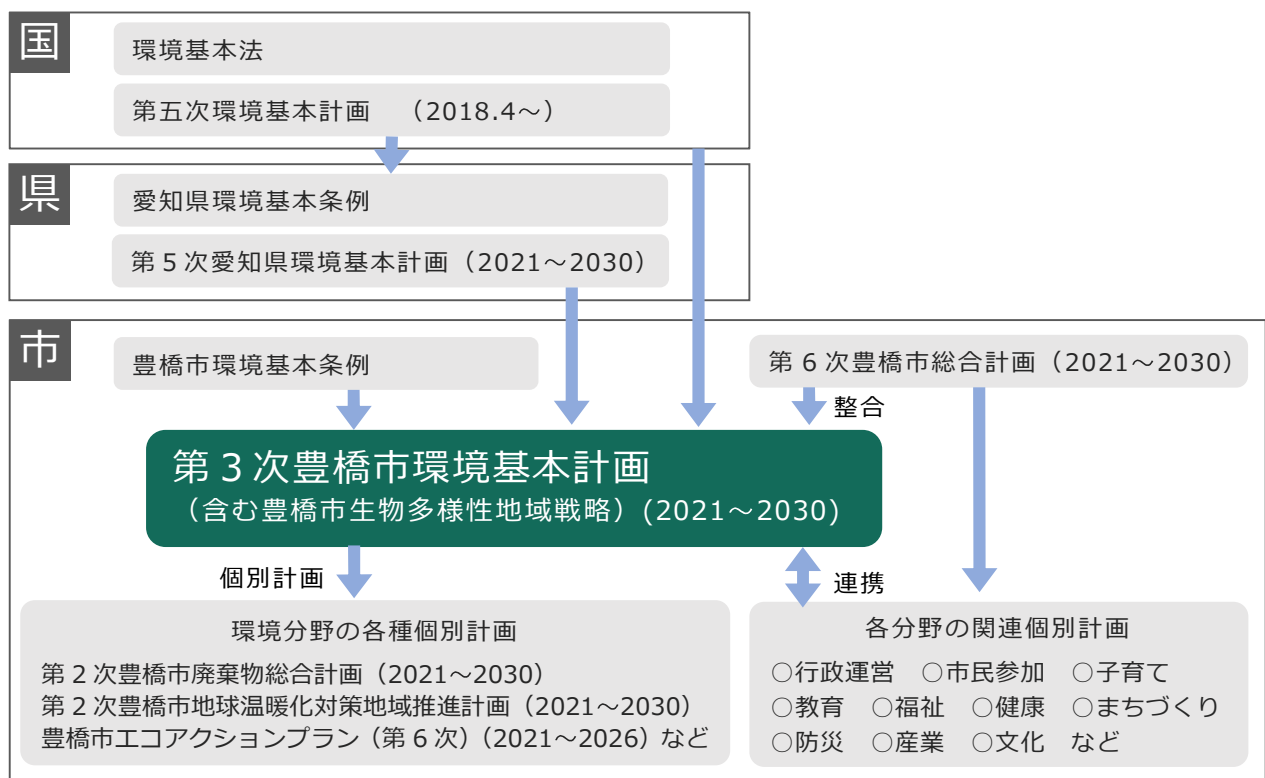 国
環境基本法
第五次環境基本計画 （2018.4～）
県
愛知県環境基本条例
第５次愛知県環境基本計画（2021～2030）
市
豊橋市環境基本条例
第６次豊橋市総合計画（2021～2030）
整合
第３次豊橋市環境基本計画
（含む豊橋市生物多様性地域戦略）(2021～2030)
個別計画
連携
環境分野の各種個別計画
第２次豊橋市廃棄物総合計画（2021～2030）
第２次豊橋市地球温暖化対策地域推進計画（2021～2030）
豊橋市エコアクションプラン（第６次）（2021～2026）など
各分野の関連個別計画
○行政運営 ○市民参加 ○子育て
○教育 ○福祉 ○健康 ○まちづくり
○防災 ○産業 ○文化 など